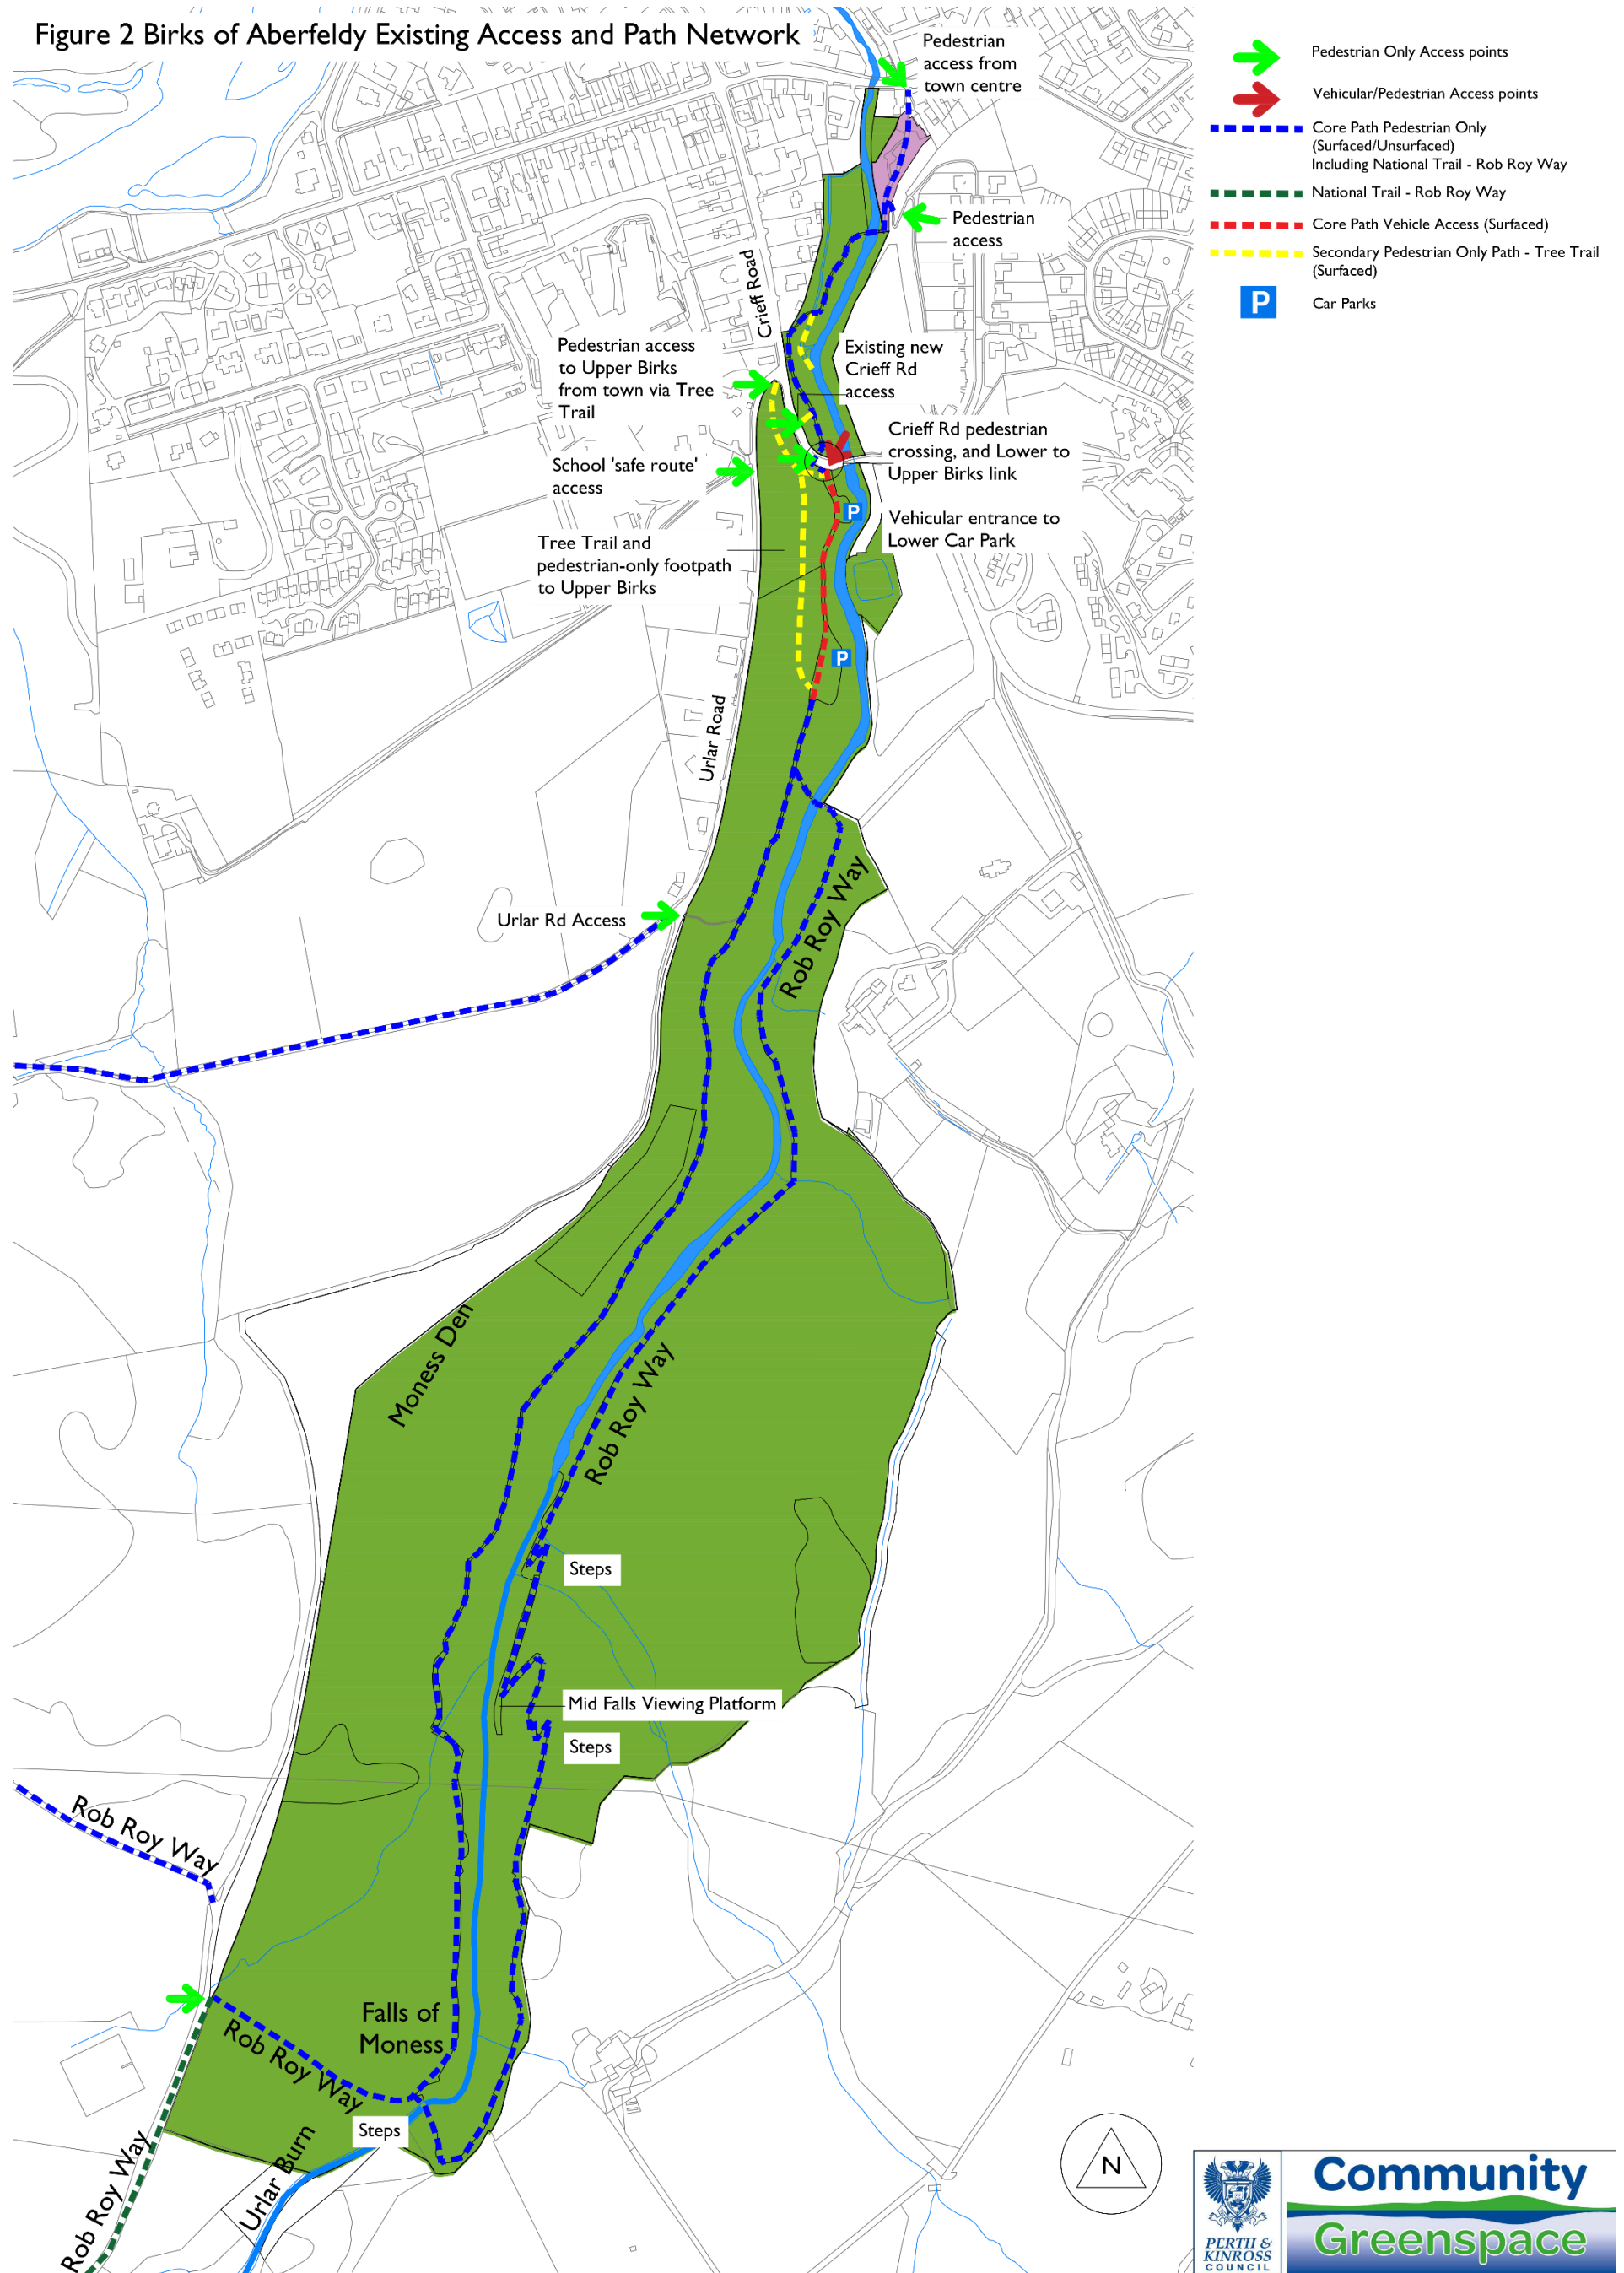 Figure 2 Birks of Aberfeldy Existing Access and Path Network
Pedestrian
access from
town centre
Pedestrian Only Access points
Vehicular/Pedestrian Access points
Core Path Pedestrian Only
(Surfaced/Unsurfaced)
Including National Trail - Rob Roy Way
National Trail - Rob Roy Way
Core Path Vehicle Access (Surfaced)
Secondary Pedestrian Only Path - Tree Trail
(Surfaced)
P
Car Parks
Pedestrian
access
Crieff Road
Pedestrian access
to Upper Birks
from town via Tree
Trail
Existing new
Crieff Rd
access
Crieff Rd pedestrian
crossing, and Lower to
Upper Birks link
School 'safe route'
access
P
Vehicular entrance to
Lower Car Park
Tree Trail and
pedestrian-only footpath
to Upper Birks
P
Urlar Road
Rob Roy Way
Urlar Rd Access
Moness Den
Rob Roy Way
Steps
Mid Falls Viewing Platform
Steps
Rob Roy Way
Falls of
Moness
Rob Roy Way
Steps
Rob Roy Way
Urlar Burn
N
PERTH &
KINROSS
COUNCIL
Community
Greenspace